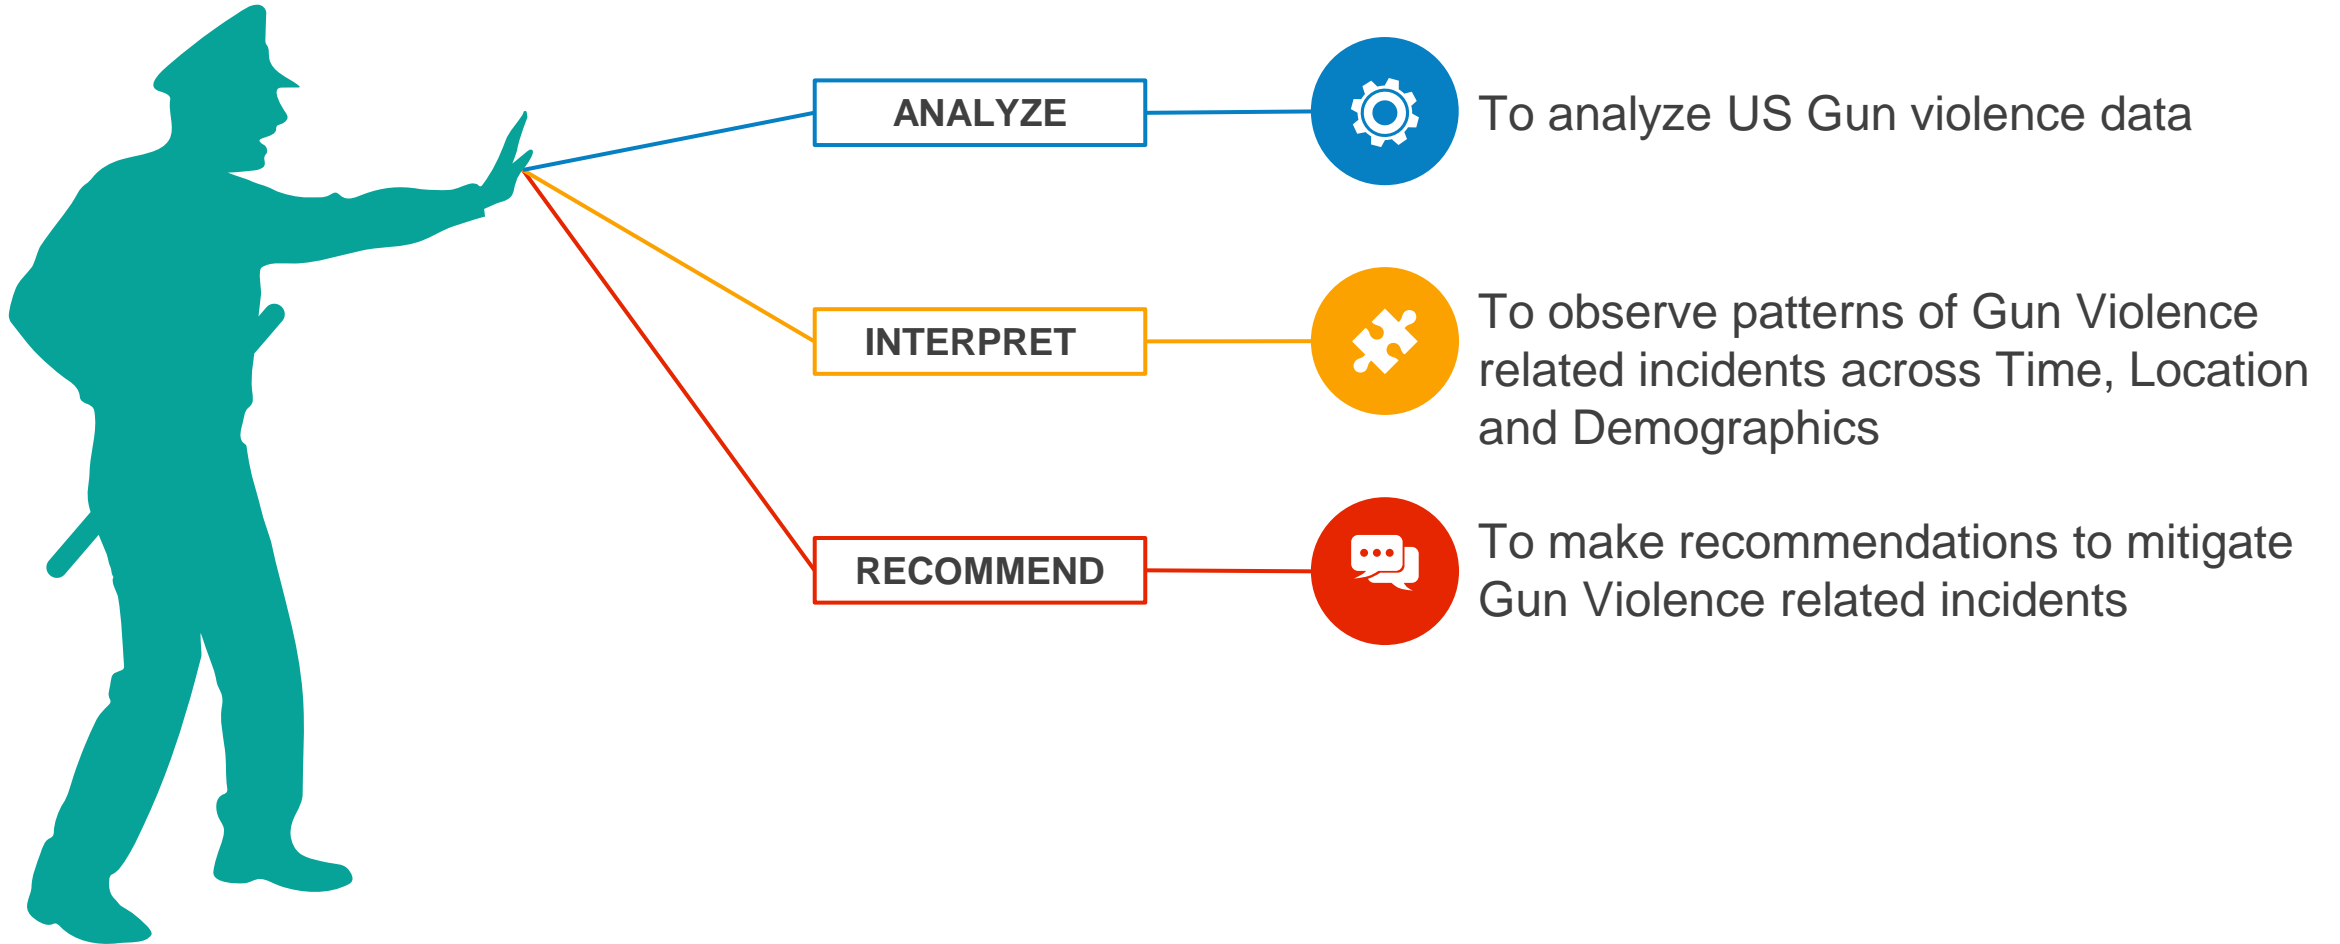 ANALYZE
To analyze US Gun violence data
INTERPRET
To observe patterns of Gun Violence
related incidents across Time, Location
and Demographics
RECOMMEND
To make recommendations to mitigate
Gun Violence related incidents